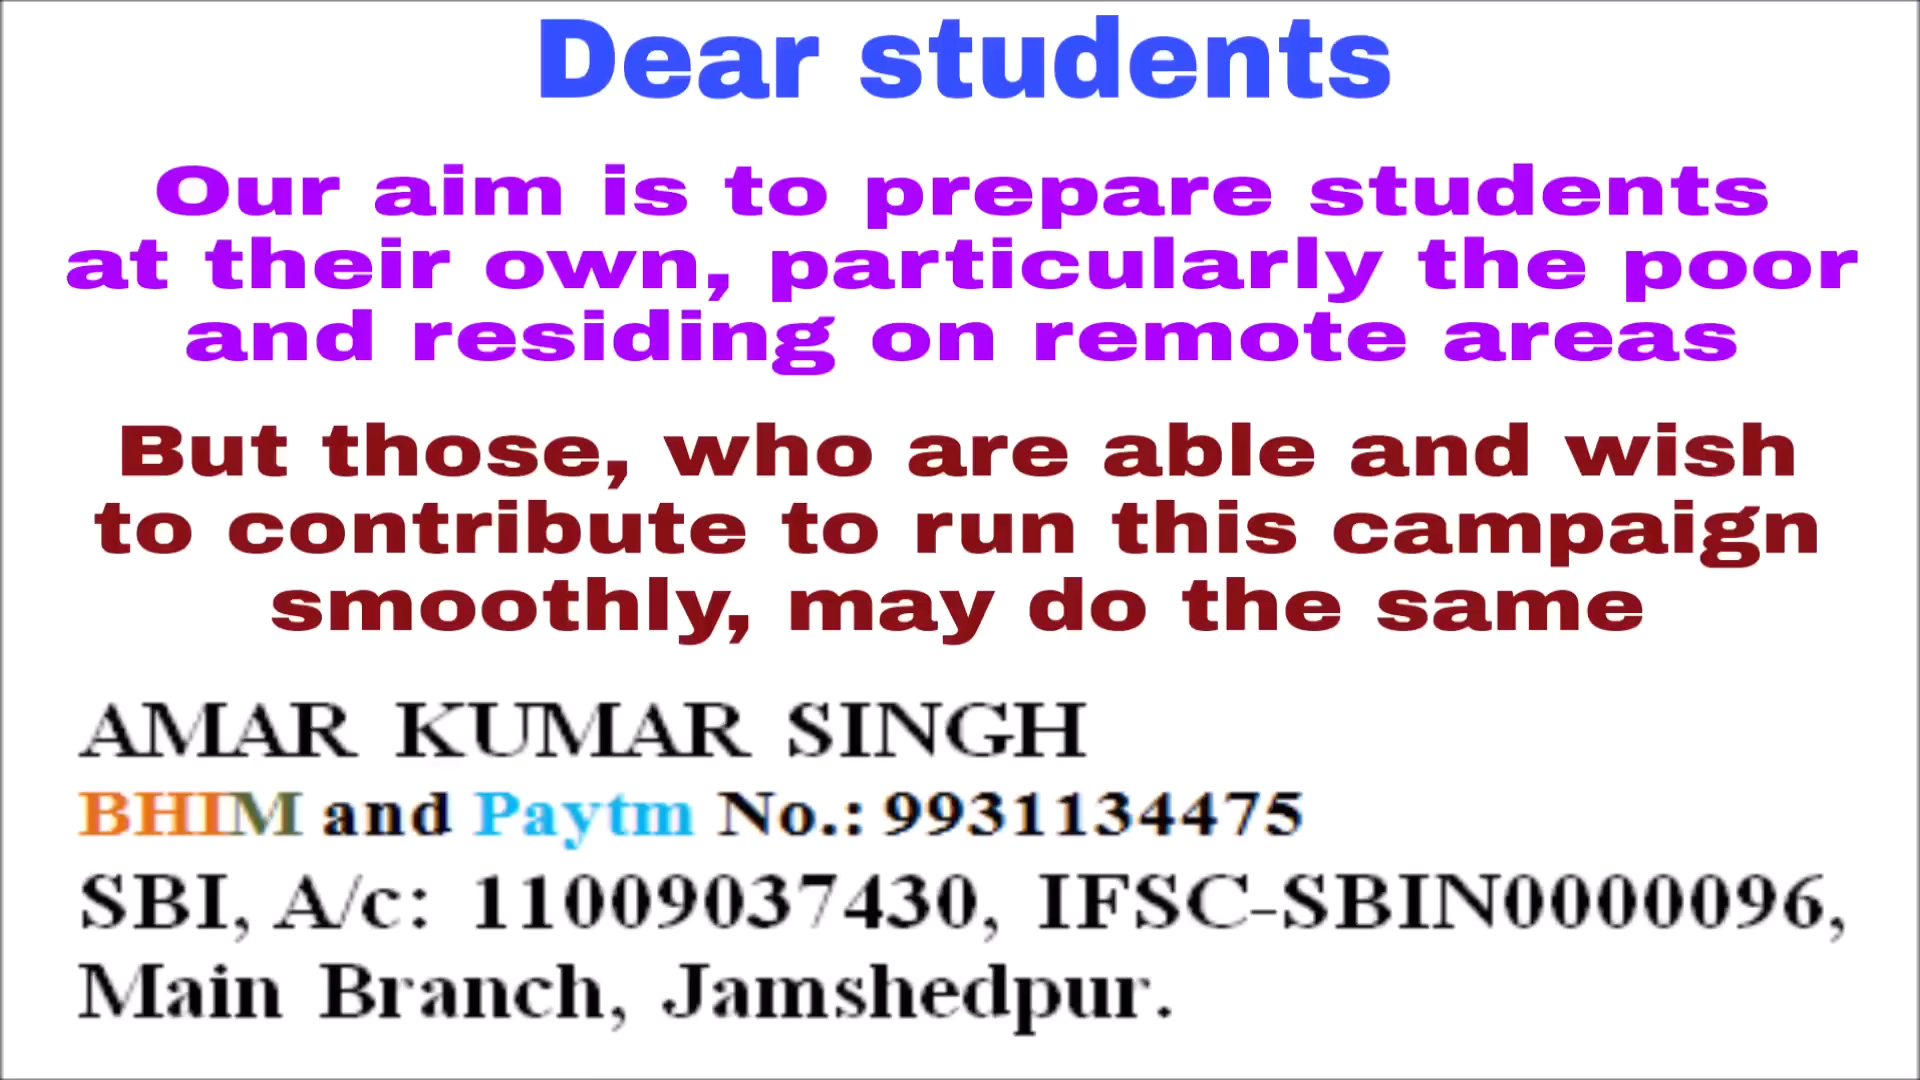 Dear students
Our aim is to prepare students
at their own, particularly the poor
and residing on remote areas
But those, who are able and wish
to contribute to run this campaign
smoothly, may do the same
AMAR KUMAR SINGH
BHIM and Paytm No.: 9931134475
SBI, A/c: 11009037430, IFSC-SBIN0000096,
Main Branch, Jamshedpur.